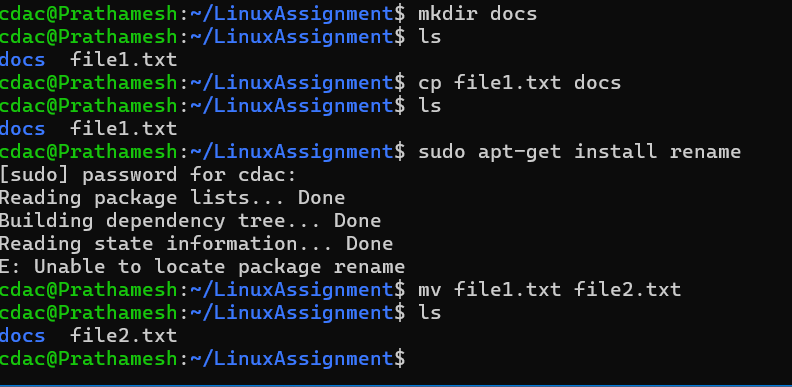 cdac@Prathamesh:~/LinuxAssignment$ mkdir docs
cdac@Prathamesh:~/LinuxAssignment$ ls
docs  file1.txt
cdac@Prathamesh:~/LinuxAssignment$ cp file1.txt docs
cdac@Prathamesh:~/LinuxAssignment$ ls
docs  file1.txt
cdac@Prathamesh:~/LinuxAssignment$ sudo apt-get install rename
[sudo] password for cdac:
Reading package lists... Done
Building dependency tree... Done
Reading state information... Done
E: Unable to locate package rename
cdac@Prathamesh:~/LinuxAssignment$ mv file1.txt file2.txt
cdac@Prathamesh:~/LinuxAssignment$ ls
docs  file2.txt
cdac@Prathamesh:~/LinuxAssignment$